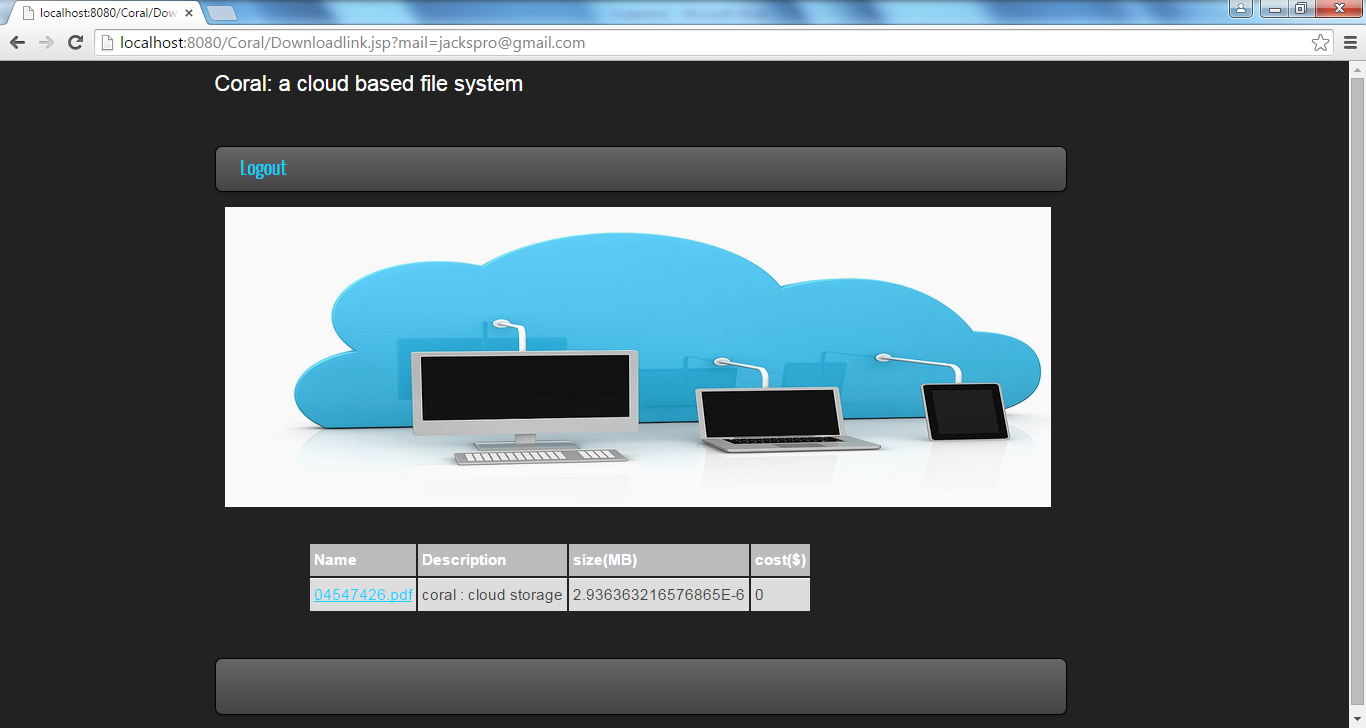 localhost:8080/Coral/Dow
localhost:8080/Coral/Downloadlink.jsp?mail=jackspro@gmail.com
Coral: a cloud based file system
Logout
Name Description size(MB) cost($)
04547426.pdf coral : cloud storage 2.936363216576865E-6 0